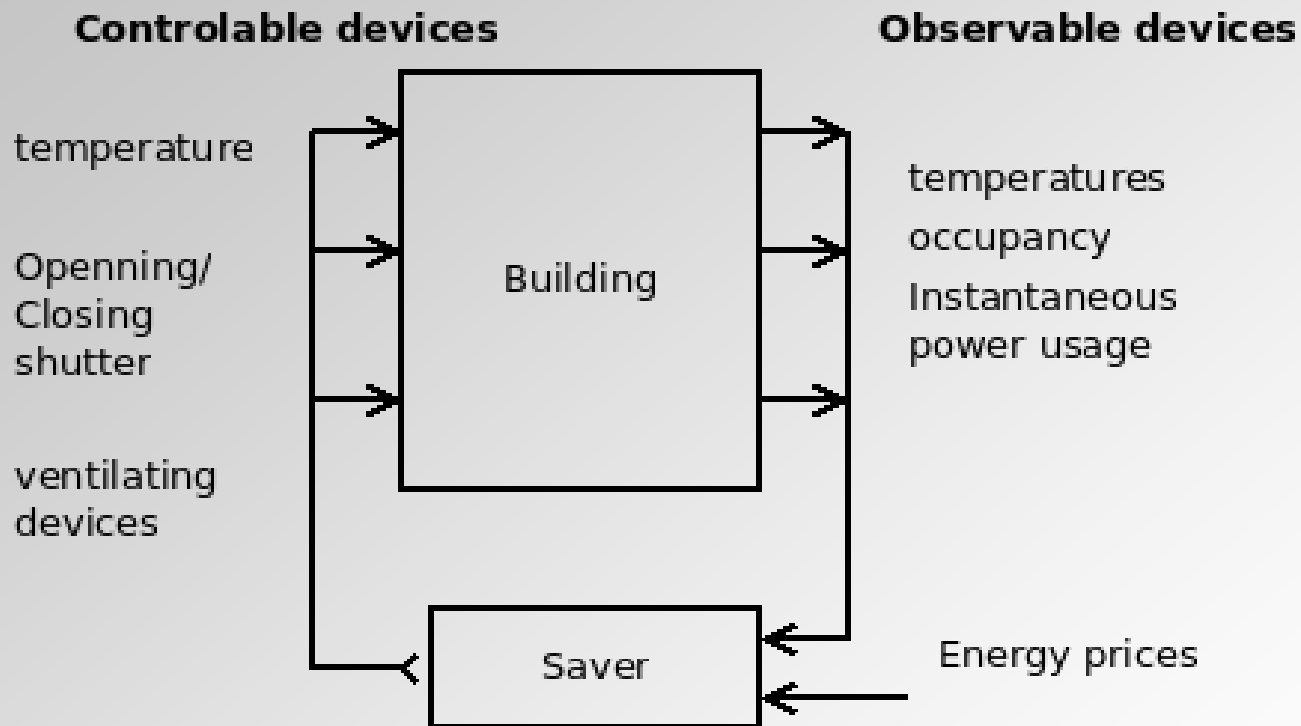 Controlable devices
Observable devices
temperature
Openning/
Closing
shutter
ventilating
devices
Building
temperatures
occupancy
Instantaneous
power usage
Saver
Energy prices